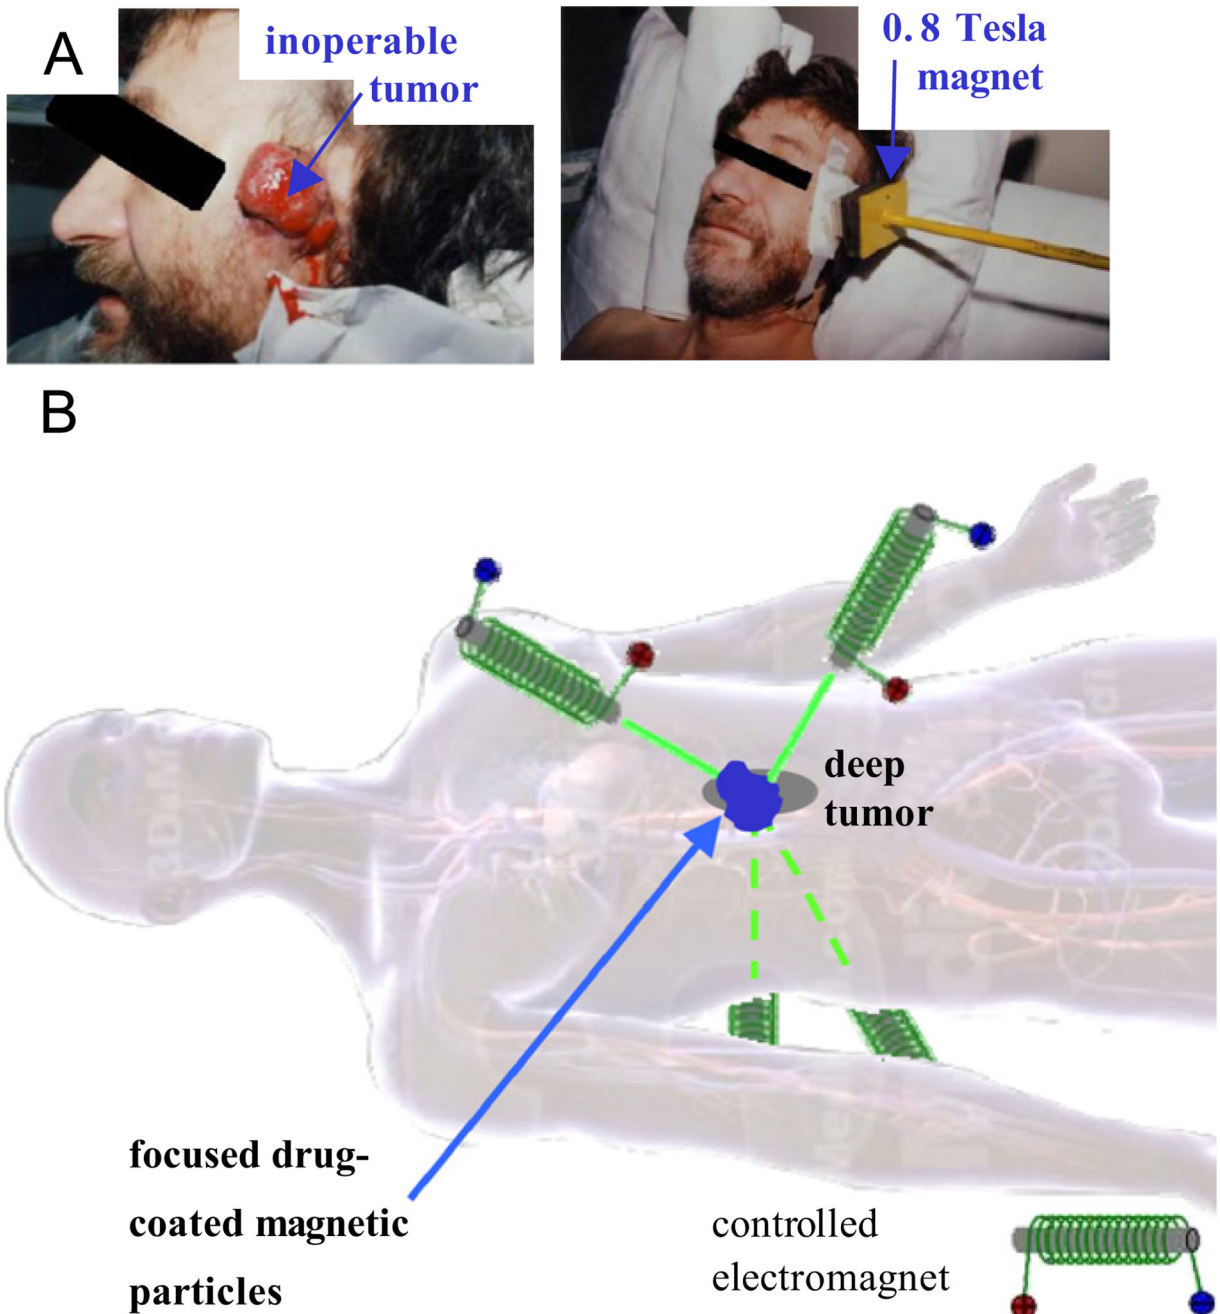 A
inoperable
tumor
0.8 Tesla
magnet
B
deep
tumor
focused drug-
coated magnetic
particles
controlled
electromagnet